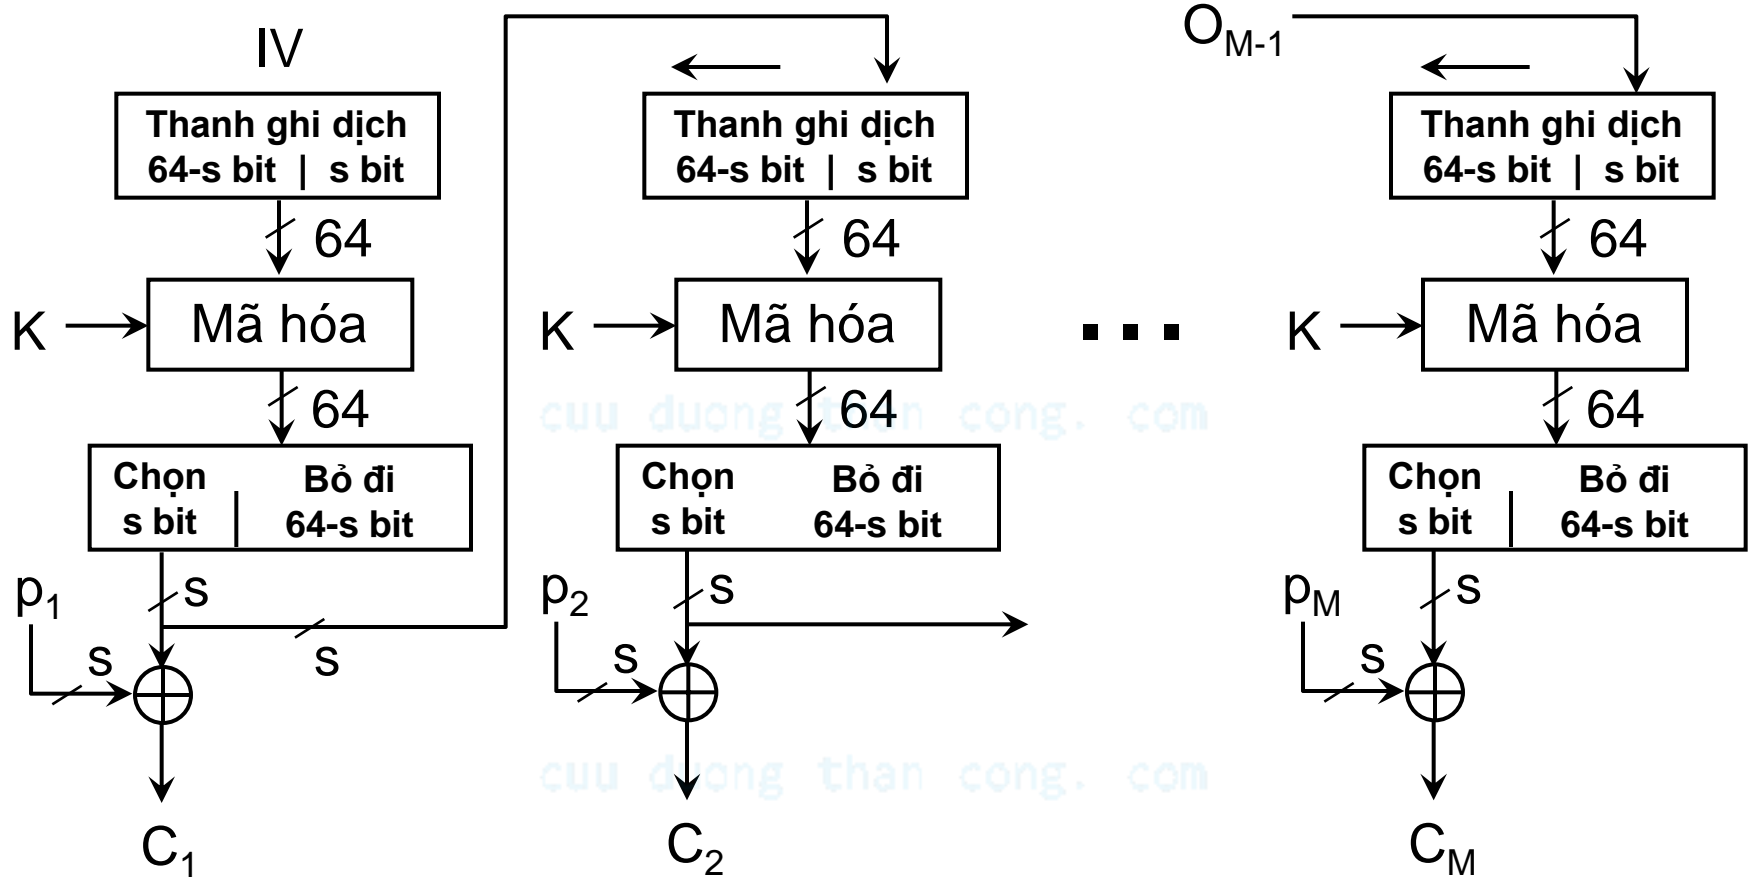 IV
Thanh ghi dịch
64-s bit | s bit
64
K
Mã hóa
64
Chọn
s bit
Bỏ đi
64-s bit
p1
s
s
s
C1
Thanh ghi dịch
64-s bit | s bit
64
K
Mã hóa
64
Chọn
s bit
Bỏ đi
64-s bit
p2
s
s
C2
...
OM-1
Thanh ghi dịch
64-s bit | s bit
64
K
Mã hóa
64
Chọn
s bit
Bỏ đi
64-s bit
pM
s
s
CM
cuu duong than cong. com
cuu duong than cong. com